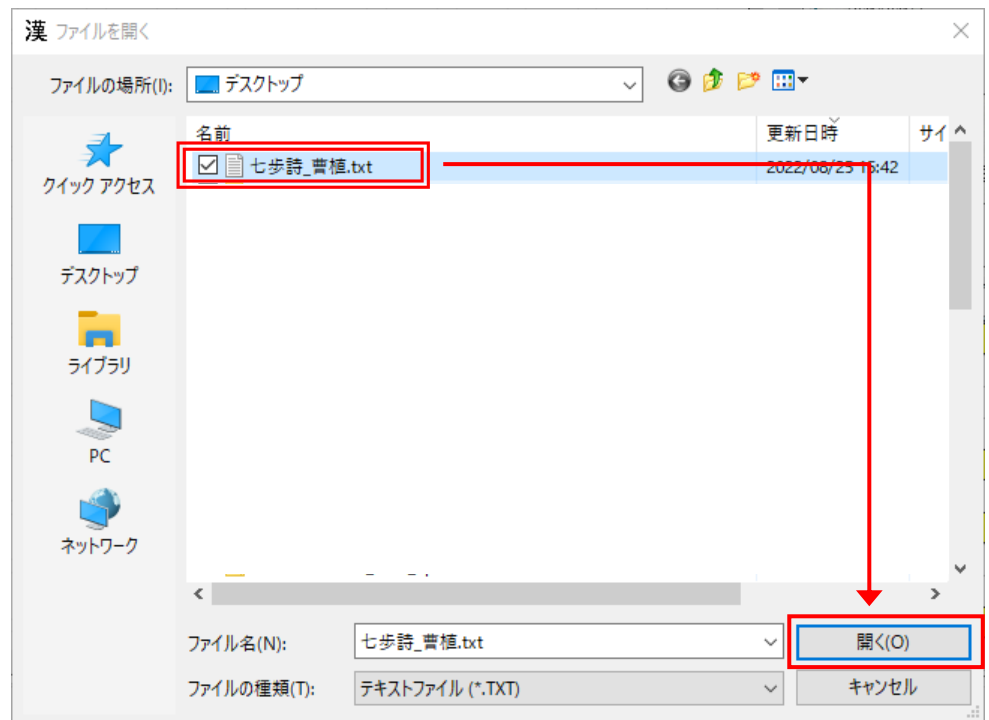 漢 ファイルを開く
ファイルの場所(I): デスクトップ
名前 更新日時 サイ
七歩詩_曹植.txt 2022/08/25 15:42
クイック アクセス
デスクトップ
ライブラリ
PC
ネットワーク
ファイル名(N): 七歩詩_曹植.txt 開く(O)
ファイルの種類(T): テキストファイル (*.TXT) キャンセル